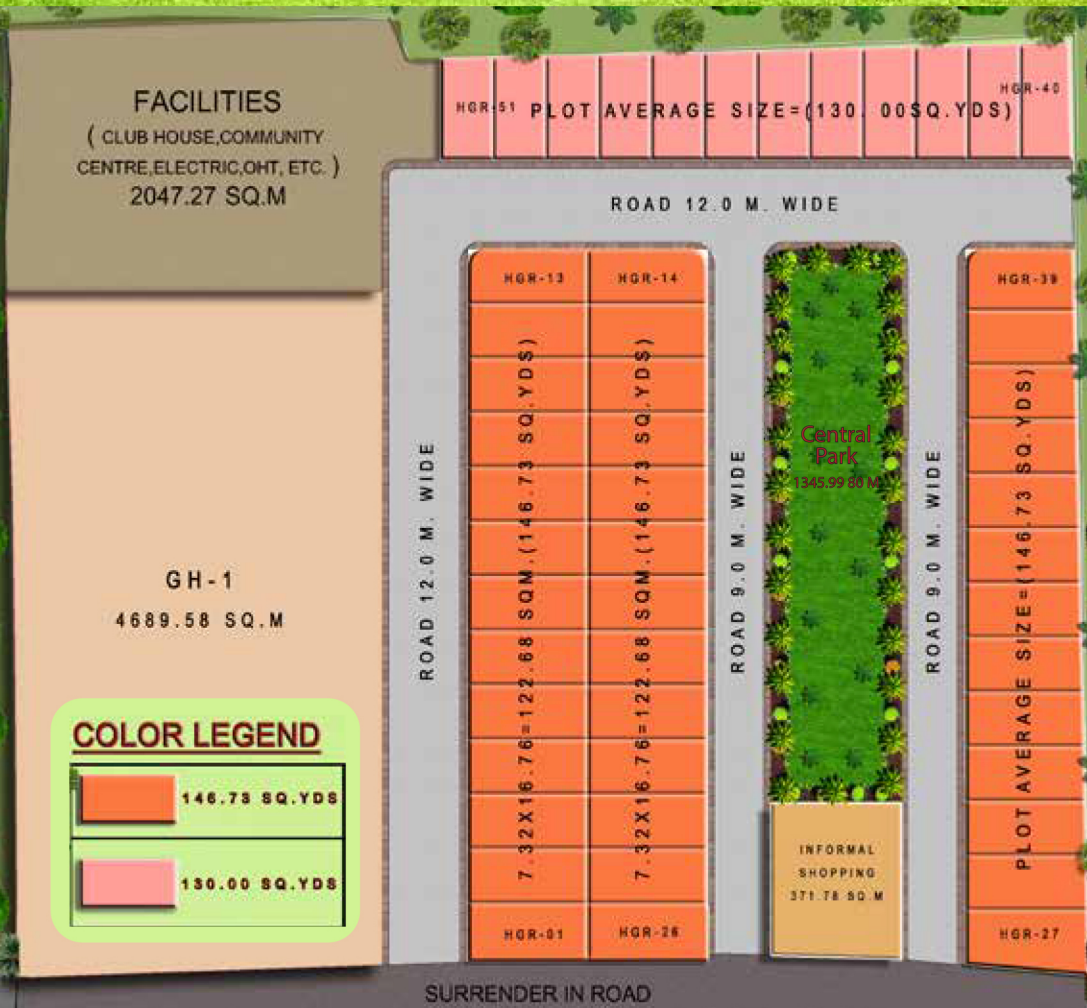 FACILITIES
( CLUB HOUSE,COMMUNITY
CENTRE,ELECTRIC,OHT, ETC. )
2047.27 SQ.M
HGR-51
PLOT AVERAGE SIZE=(130. 00SQ.YDS)
HGR-40
ROAD 12.0 M. WIDE
HGR-13
HGR-14
HGR-39
ROAD 12.0 M. WIDE
7.32X16.76=122.68 SQM.(146.73 SQ.YDS)
7.32X16.76=122.68 SQM.(146.73 SQ.YDS)
ROAD 9.0 M. WIDE
Central
Park
1345.99 80 M
ROAD 9.0 M. WIDE
PLOT AVERAGE SIZE=(146.73 SQ.YDS)
GH-1
4689.58 SQ.M
COLOR LEGEND
146.73 SQ.YDS
130.00 SQ.YDS
INFORMAL
SHOPPING
371.78 SQ.M
HGR-01
HGR-26
HGR-27
SURRENDER IN ROAD